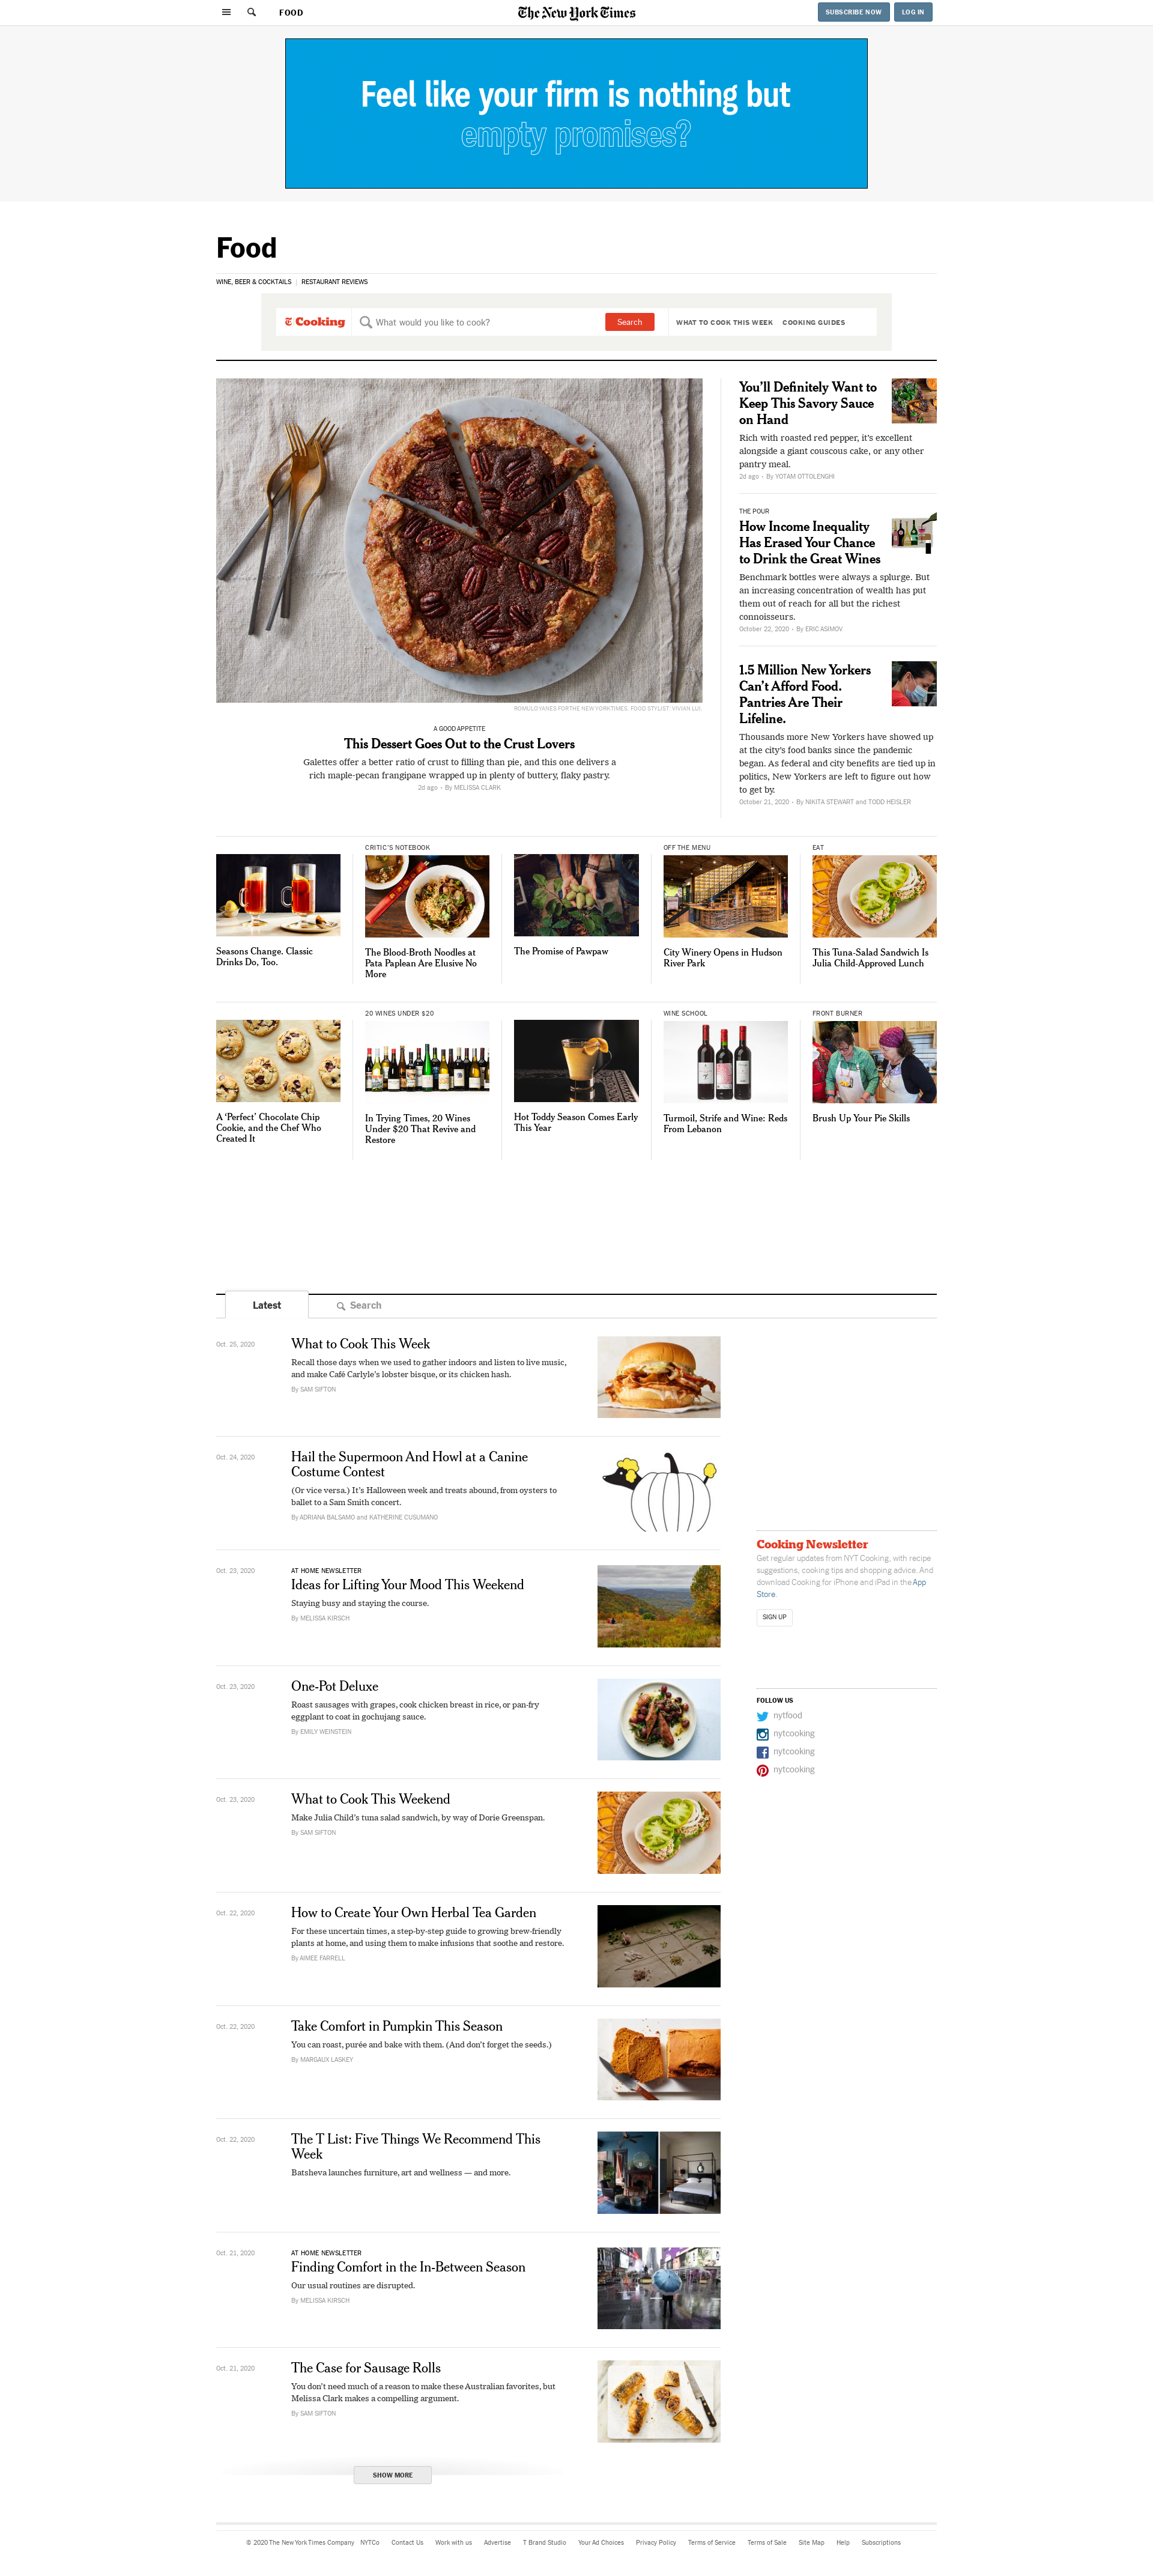 FOOD
The New York Times
SUBSCRIBE NOW
LOG IN
Feel like your firm is nothing but
empty promises?
Food
WINE, BEER & COCKTAILS
RESTAURANT REVIEWS
Cooking
What would you like to cook?
Search
WHAT TO COOK THIS WEEK
COOKING GUIDES
ROMULO YANES FOR THE NEW YORK TIMES. FOOD STYLIST: VIVIAN LUI.
A GOOD APPETITE
This Dessert Goes Out to the Crust Lovers
Galettes offer a better ratio of crust to filling than pie, and this one delivers a
rich maple-pecan frangipane wrapped up in plenty of buttery, flaky pastry.
2d ago • By MELISSA CLARK
You’ll Definitely Want to
Keep This Savory Sauce
on Hand
Rich with roasted red pepper, it’s excellent
alongside a giant couscous cake, or any other
pantry meal.
2d ago • By YOTAM OTTOLENGHI
THE POUR
How Income Inequality
Has Erased Your Chance
to Drink the Great Wines
Benchmark bottles were always a splurge. But
an increasing concentration of wealth has put
them out of reach for all but the richest
connoisseurs.
October 22, 2020 • By ERIC ASIMOV
1.5 Million New Yorkers
Can’t Afford Food.
Pantries Are Their
Lifeline.
Thousands more New Yorkers have showed up
at the city’s food banks since the pandemic
began. As federal and city benefits are tied up in
politics, New Yorkers are left to figure out how
to get by.
October 21, 2020 • By NIKITA STEWART and TODD HEISLER
Seasons Change. Classic
Drinks Do, Too.
CRITIC’S NOTEBOOK
The Blood-Broth Noodles at
Pata Paplean Are Elusive No
More
The Promise of Pawpaw
OFF THE MENU
City Winery Opens in Hudson
River Park
EAT
This Tuna-Salad Sandwich Is
Julia Child-Approved Lunch
A ‘Perfect’ Chocolate Chip
Cookie, and the Chef Who
Created It
20 WINES UNDER $20
In Trying Times, 20 Wines
Under $20 That Revive and
Restore
Hot Toddy Season Comes Early
This Year
WINE SCHOOL
Turmoil, Strife and Wine: Reds
From Lebanon
FRONT BURNER
Brush Up Your Pie Skills
Latest
Search
Oct. 25, 2020
What to Cook This Week
Recall those days when we used to gather indoors and listen to live music,
and make Café Carlyle’s lobster bisque, or its chicken hash.
By SAM SIFTON
Oct. 24, 2020
Hail the Supermoon And Howl at a Canine
Costume Contest
(Or vice versa.) It’s Halloween week and treats abound, from oysters to
ballet to a Sam Smith concert.
By ADRIANA BALSAMO and KATHERINE CUSUMANO
Oct. 23, 2020
AT HOME NEWSLETTER
Ideas for Lifting Your Mood This Weekend
Staying busy and staying the course.
By MELISSA KIRSCH
Oct. 23, 2020
One-Pot Deluxe
Roast sausages with grapes, cook chicken breast in rice, or pan-fry
eggplant to coat in gochujang sauce.
By EMILY WEINSTEIN
Oct. 23, 2020
What to Cook This Weekend
Make Julia Child’s tuna salad sandwich, by way of Dorie Greenspan.
By SAM SIFTON
Oct. 22, 2020
How to Create Your Own Herbal Tea Garden
For these uncertain times, a step-by-step guide to growing brew-friendly
plants at home, and using them to make infusions that soothe and restore.
By AIMEE FARRELL
Oct. 22, 2020
Take Comfort in Pumpkin This Season
You can roast, purée and bake with them. (And don’t forget the seeds.)
By MARGAUX LASKEY
Oct. 22, 2020
The T List: Five Things We Recommend This
Week
Batsheva launches furniture, art and wellness — and more.
Oct. 21, 2020
AT HOME NEWSLETTER
Finding Comfort in the In-Between Season
Our usual routines are disrupted.
By MELISSA KIRSCH
Oct. 21, 2020
The Case for Sausage Rolls
You don’t need much of a reason to make these Australian favorites, but
Melissa Clark makes a compelling argument.
By SAM SIFTON
SHOW MORE
Cooking Newsletter
Get regular updates from NYT Cooking, with recipe
suggestions, cooking tips and shopping advice. And
download Cooking for iPhone and iPad in the App
Store.
SIGN UP
FOLLOW US
nytfood
nytcooking
nytcooking
nytcooking
© 2020 The New York Times Company NYTCo Contact Us Work with us Advertise T Brand Studio Your Ad Choices Privacy Policy Terms of Service Terms of Sale Site Map Help Subscriptions